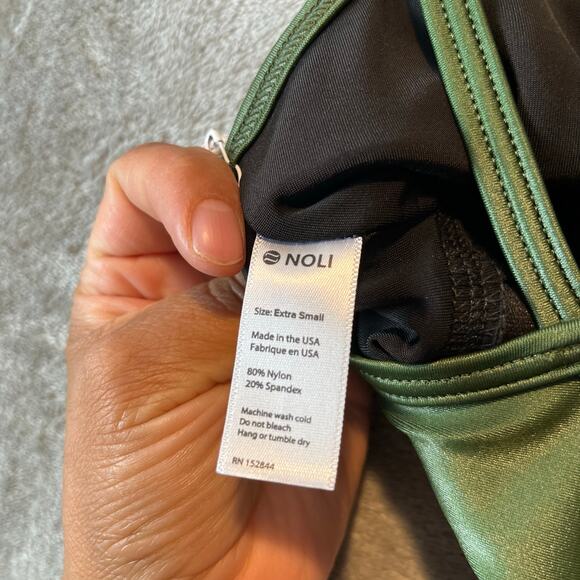 NOLI
Size: Extra Small
Made in the USA
Fabrique en USA
80% Nylon
20% Spandex
Machine wash cold
Do not bleach
Hang or tumble dry
RN 152844